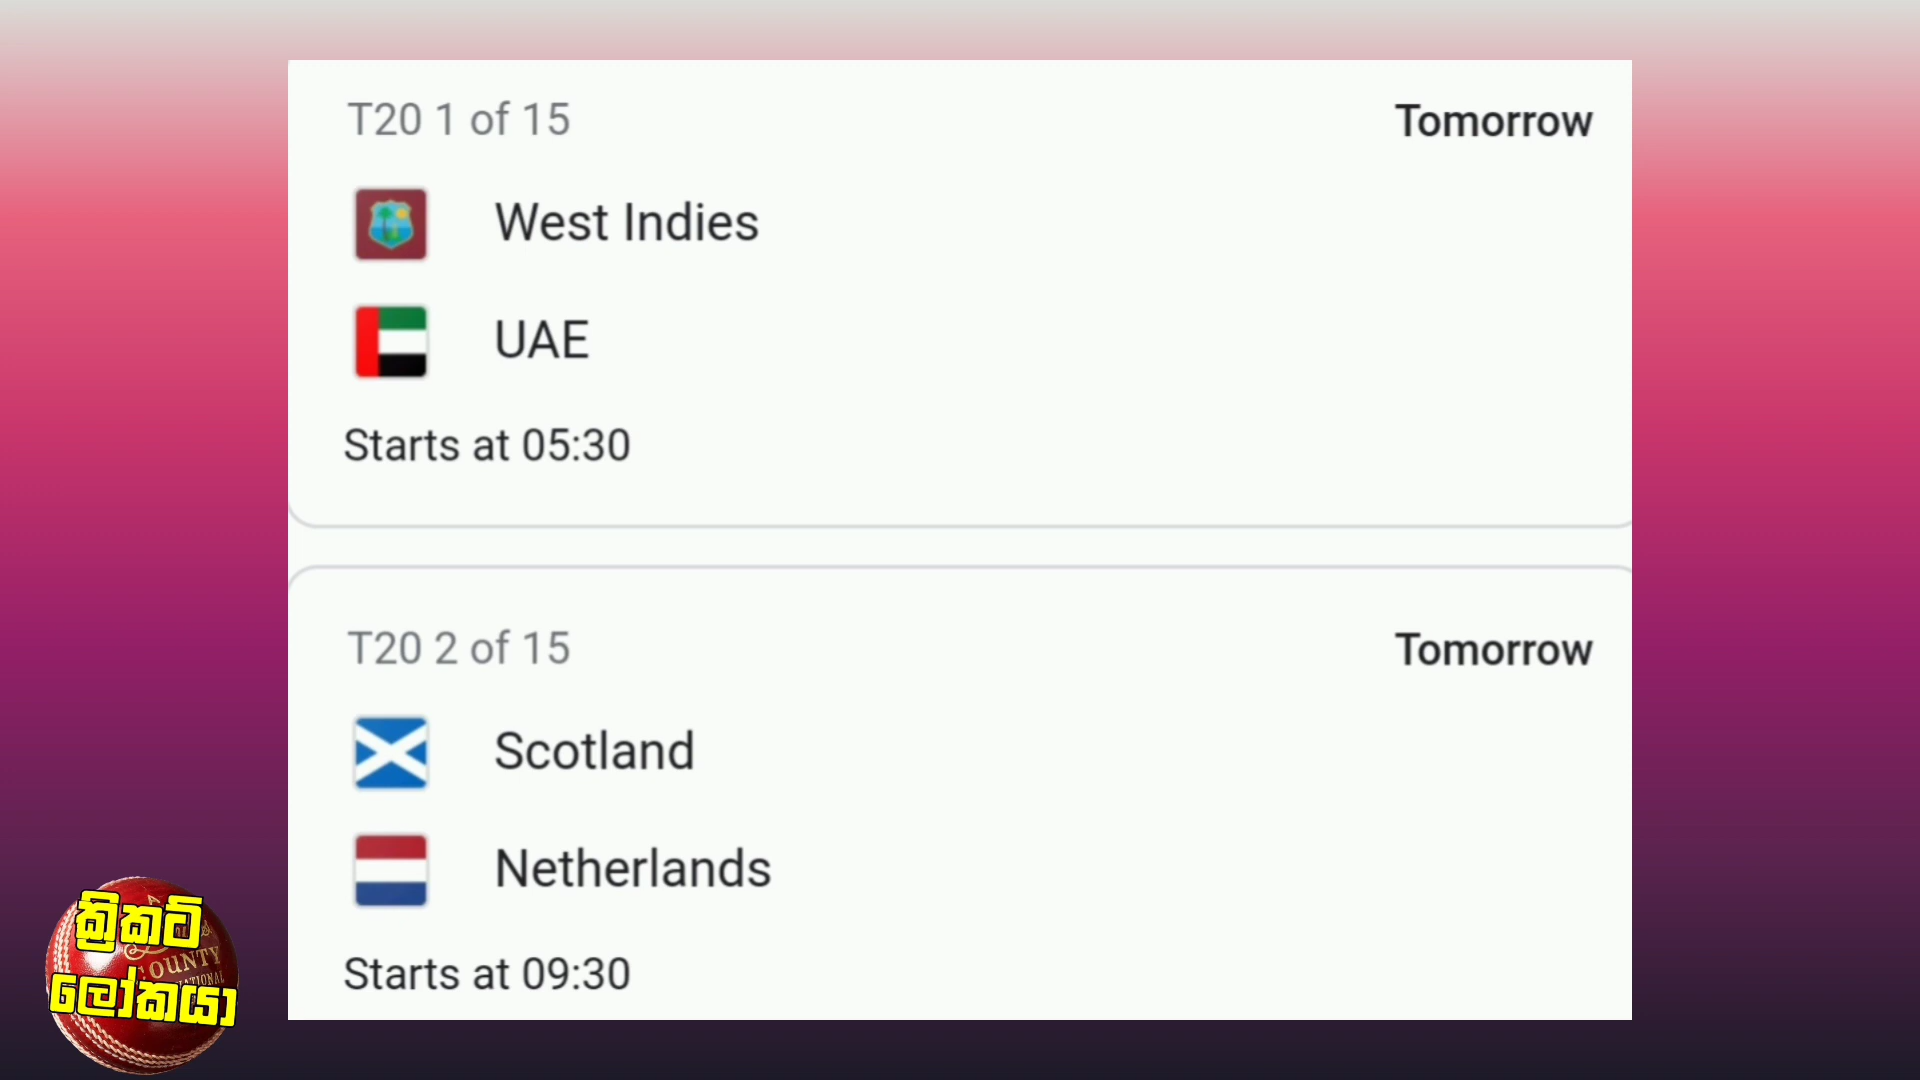 T20 1 of 15
Tomorrow
West Indies
UAE
Starts at 05:30
T20 2 of 15
Tomorrow
Scotland
Netherlands
Starts at 09:30
ක්‍රිකට්
COUNTY
ලෝකයා